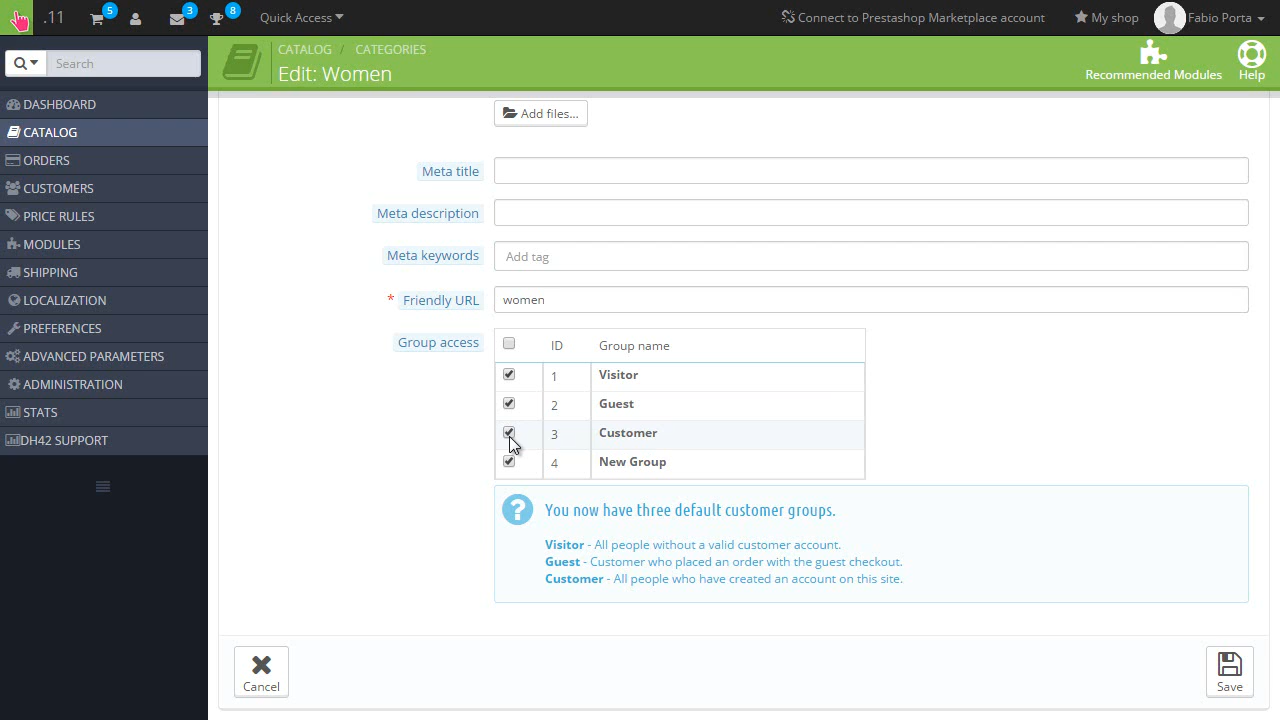 .11 5 3 8 Quick Access Connect to Prestashop Marketplace account My shop Fabio Porta
Search
CATALOG / CATEGORIES
Edit: Women
Recommended Modules Help
DASHBOARD
CATALOG
ORDERS
CUSTOMERS
PRICE RULES
MODULES
SHIPPING
LOCALIZATION
PREFERENCES
ADVANCED PARAMETERS
ADMINISTRATION
STATS
DH42 SUPPORT
Add files...
Meta title
Meta description
Meta keywords Add tag
* Friendly URL women
Group access ID Group name
1 Visitor
2 Guest
3 Customer
4 New Group
? You now have three default customer groups.
Visitor - All people without a valid customer account.
Guest - Customer who placed an order with the guest checkout.
Customer - All people who have created an account on this site.
Cancel Save